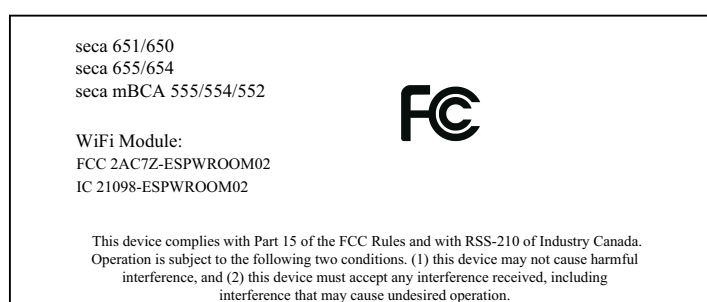 seca 651/650
seca 655/654
seca mBCA 555/554/552
FC
WiFi Module:
FCC 2AC7Z-ESPWROOM02
IC 21098-ESPWROOM02
This device complies with Part 15 of the FCC Rules and with RSS-210 of Industry Canada.
Operation is subject to the following two conditions. (1) this device may not cause harmful
interference, and (2) this device must accept any interference received, including
interference that may cause undesired operation.